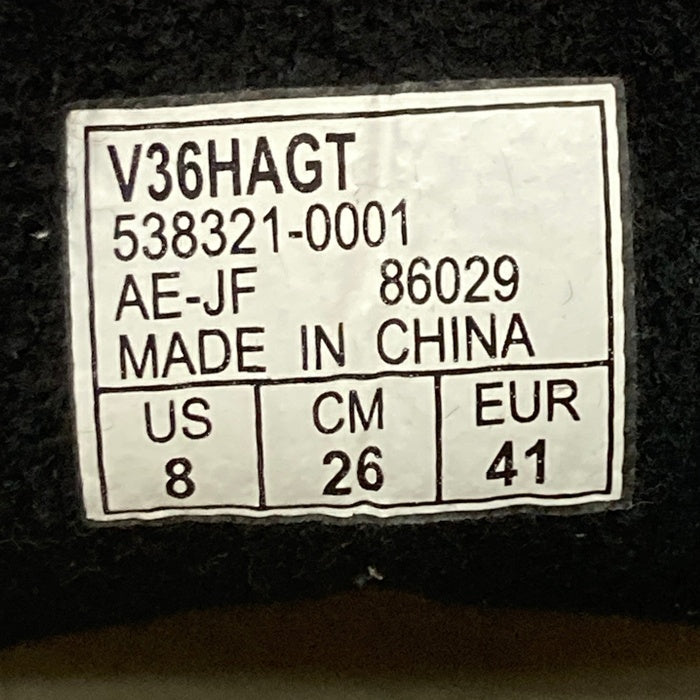 V36HAGT
538321-0001
AE-JF 86029
MADE IN CHINA
US CM EUR
8 26 41